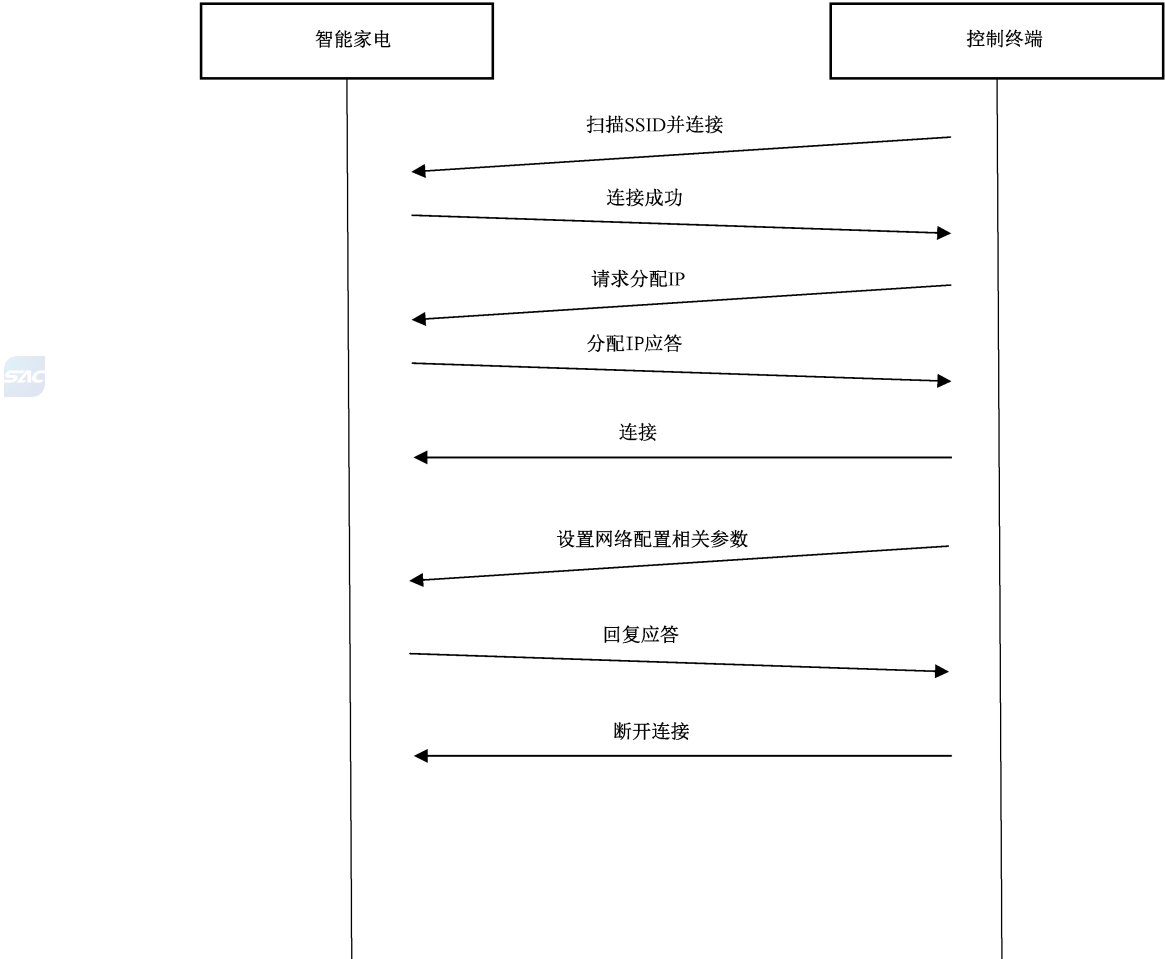 智能家电
控制终端
扫描SSID并连接
连接成功
请求分配IP
分配IP应答
SAC
连接
设置网络配置相关参数
回复应答
断开连接